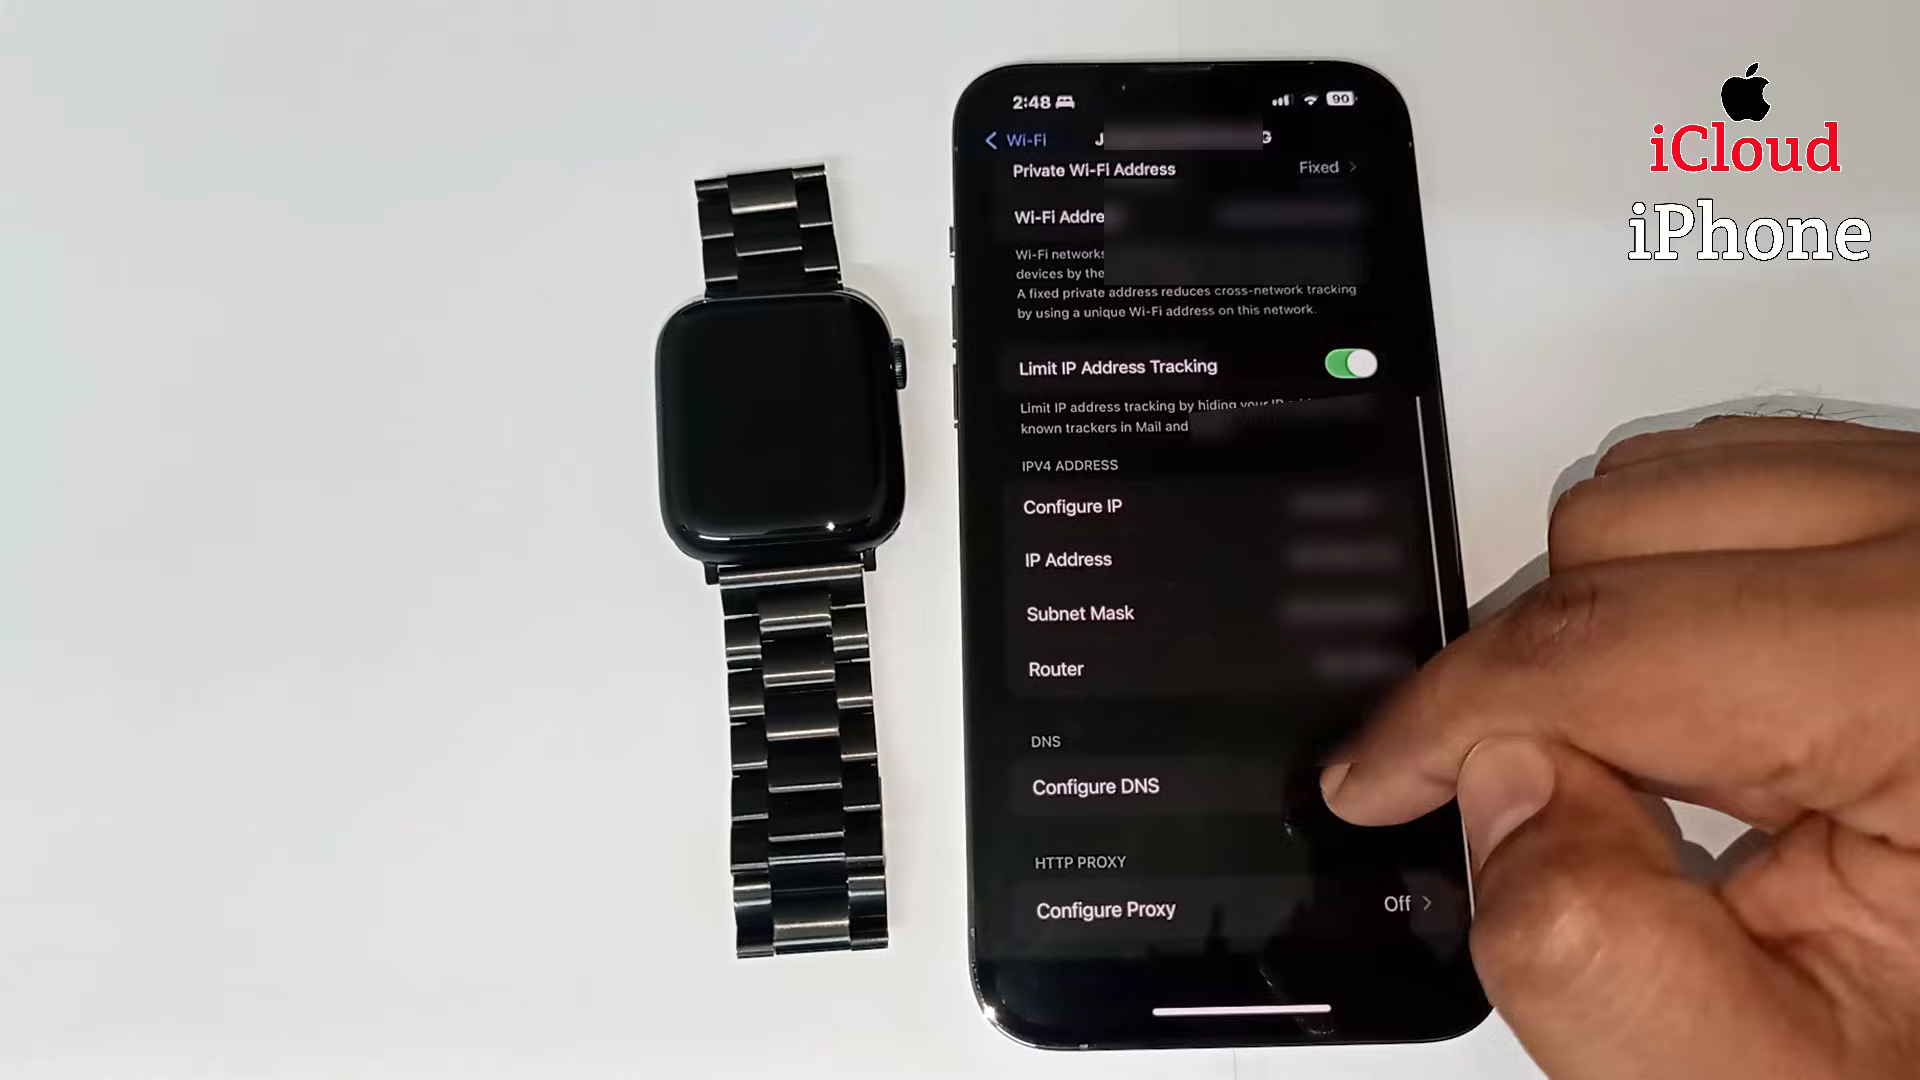 2:48
90
Wi-Fi
Private Wi-Fi Address
Fixed
Wi-Fi Addre
Wi-Fi networks
devices by the
A fixed private address reduces cross-network tracking
by using a unique Wi-Fi address on this network.
Limit IP Address Tracking
Limit IP address tracking by hiding your IP
known trackers in Mail and
IPV4 ADDRESS
Configure IP
IP Address
Subnet Mask
Router
DNS
Configure DNS
HTTP PROXY
Configure Proxy
Off
iCloud
iPhone